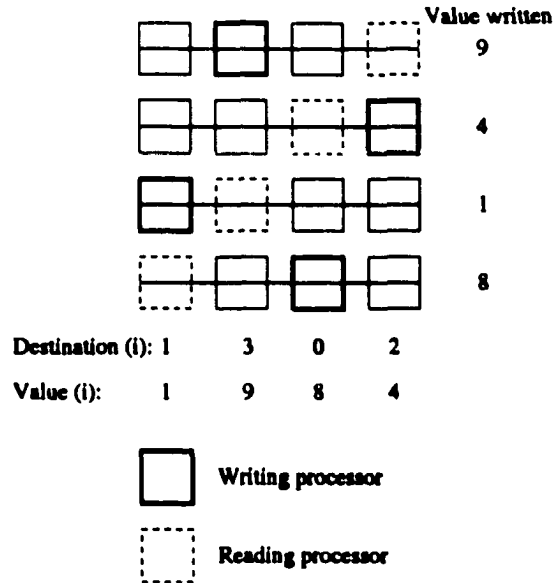 Value written
9
4
1
8
Destination (i): 1 3 0 2
Value (i): 1 9 8 4
Writing processor
Reading processor